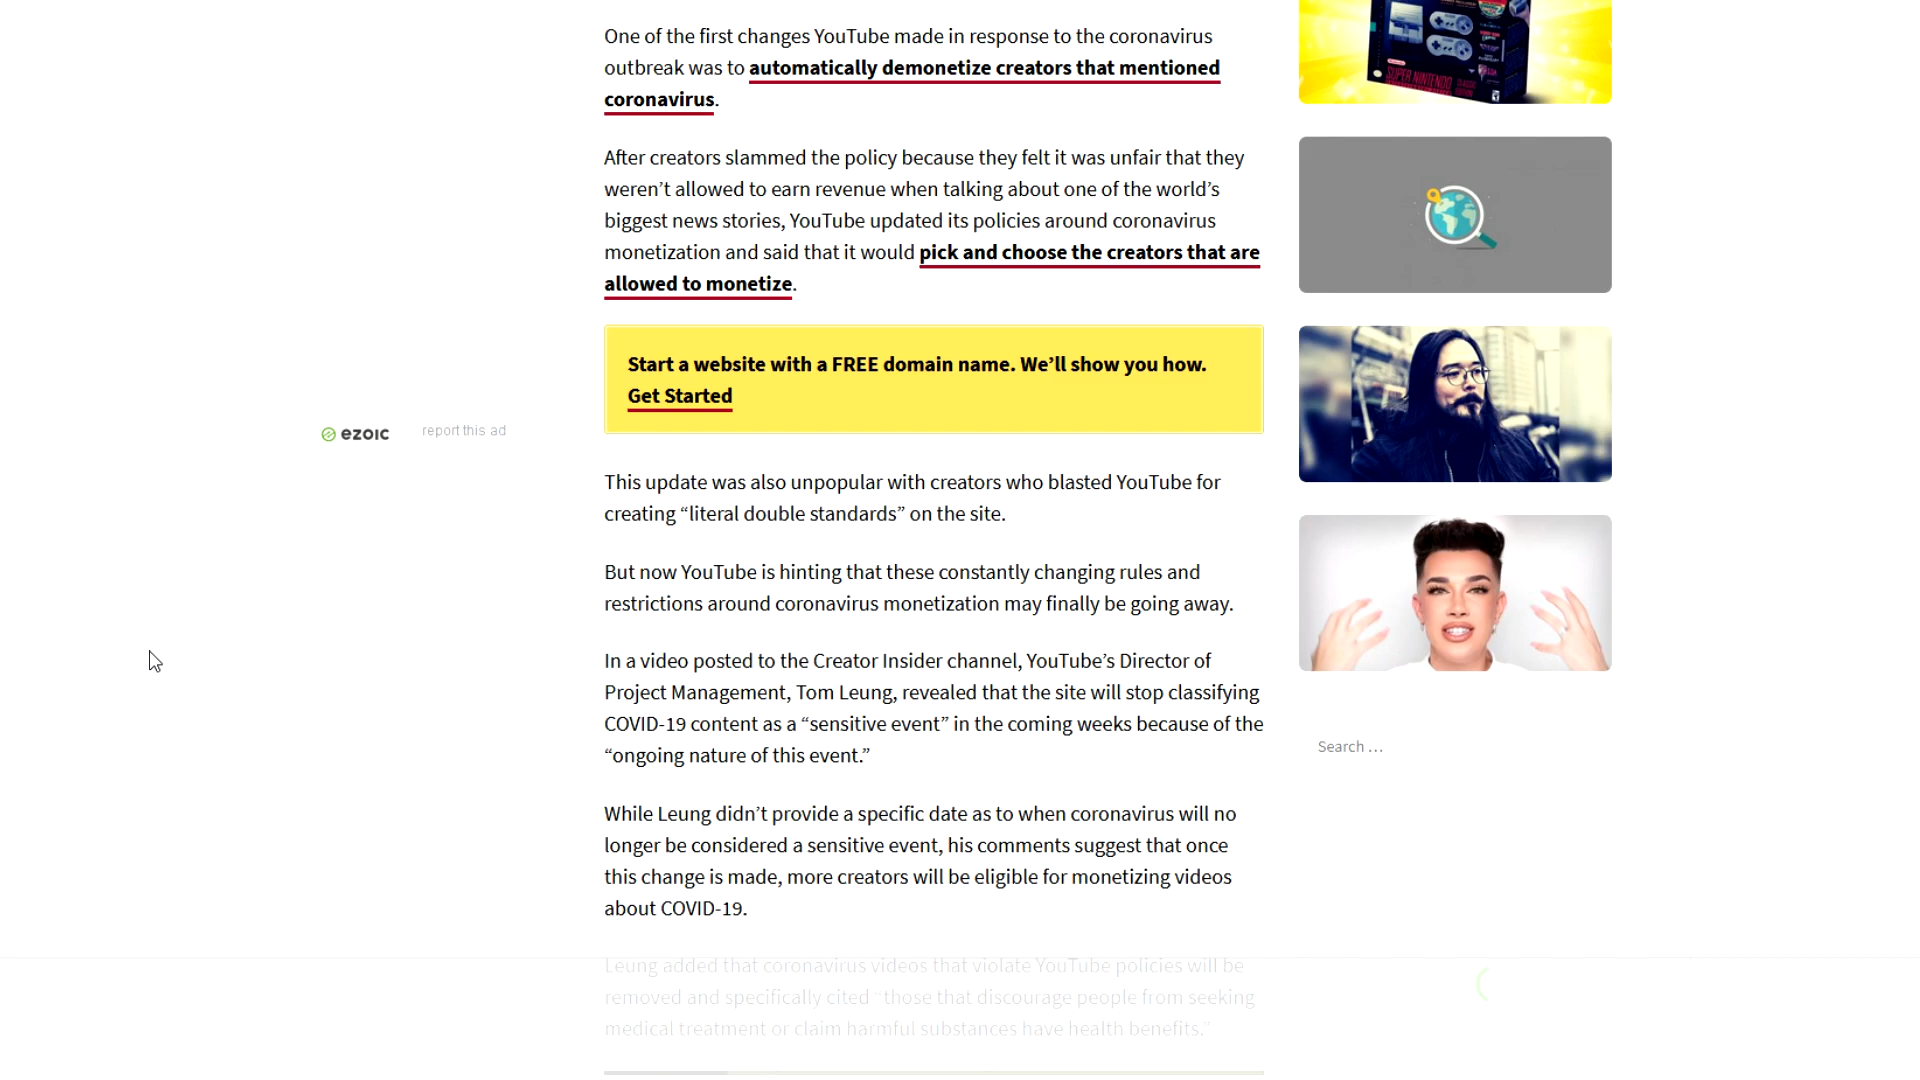 One of the first changes YouTube made in response to the coronavirus
outbreak was to automatically demonetize creators that mentioned
coronavirus.
After creators slammed the policy because they felt it was unfair that they
weren’t allowed to earn revenue when talking about one of the world’s
biggest news stories, YouTube updated its policies around coronavirus
monetization and said that it would pick and choose the creators that are
allowed to monetize.
Start a website with a FREE domain name. We’ll show you how.
Get Started
ezoic report this ad
This update was also unpopular with creators who blasted YouTube for
creating “literal double standards” on the site.
But now YouTube is hinting that these constantly changing rules and
restrictions around coronavirus monetization may finally be going away.
In a video posted to the Creator Insider channel, YouTube’s Director of
Project Management, Tom Leung, revealed that the site will stop classifying
COVID-19 content as a “sensitive event” in the coming weeks because of the
“ongoing nature of this event.”
While Leung didn’t provide a specific date as to when coronavirus will no
longer be considered a sensitive event, his comments suggest that once
this change is made, more creators will be eligible for monetizing videos
about COVID-19.
Leung added that coronavirus videos that violate YouTube policies will be
removed and specifically cited “those that discourage people from seeking
medical treatment or claim harmful substances have health benefits.”
SUPER NINTENDO
Search …